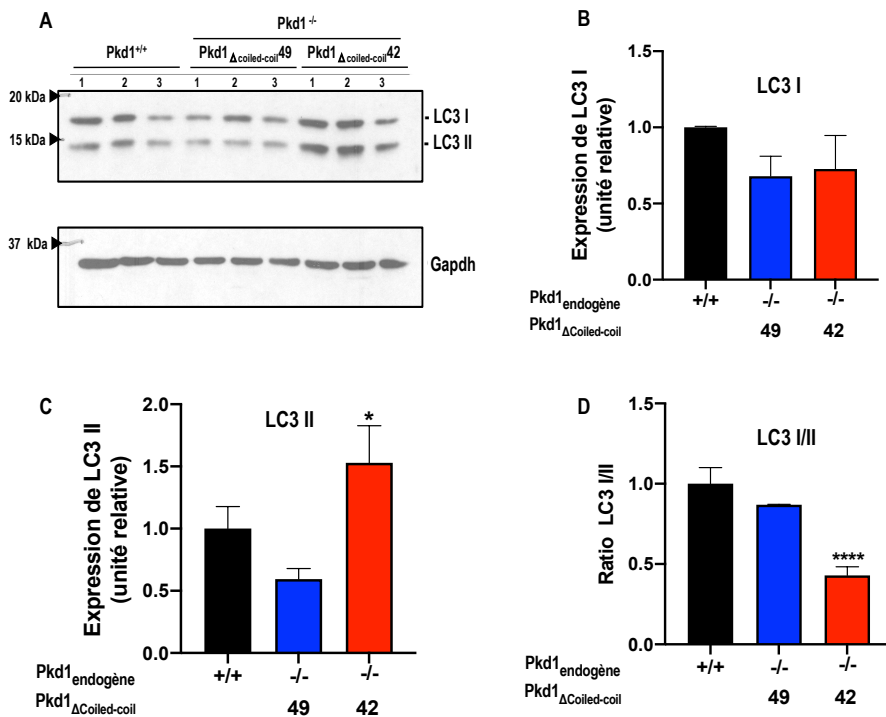 A
Pkd1 -/-
Pkd1+/+
Pkd1Δcoiled-coil49
Pkd1Δcoiled-coil42
1 2 3 1 2 3 1 2 3
20 kDa
- LC3 I
15 kDa
- LC3 II
37 kDa
Gapdh
B
LC3 I
Expression de LC3 I
(unité relative)
1.5
1.0
0.5
0.0
Pkd1endogène +/+ -/- -/-
Pkd1ΔCoiled-coil 49 42
C
LC3 II
Expression de LC3 II
(unité relative)
2.0
1.5
1.0
0.5
0.0
*
Pkd1endogène +/+ -/- -/-
Pkd1ΔCoiled-coil 49 42
D
LC3 I/II
Ratio LC3 I/II
1.5
1.0
0.5
0.0
****
Pkd1endogène +/+ -/- -/-
Pkd1ΔCoiled-coil 49 42